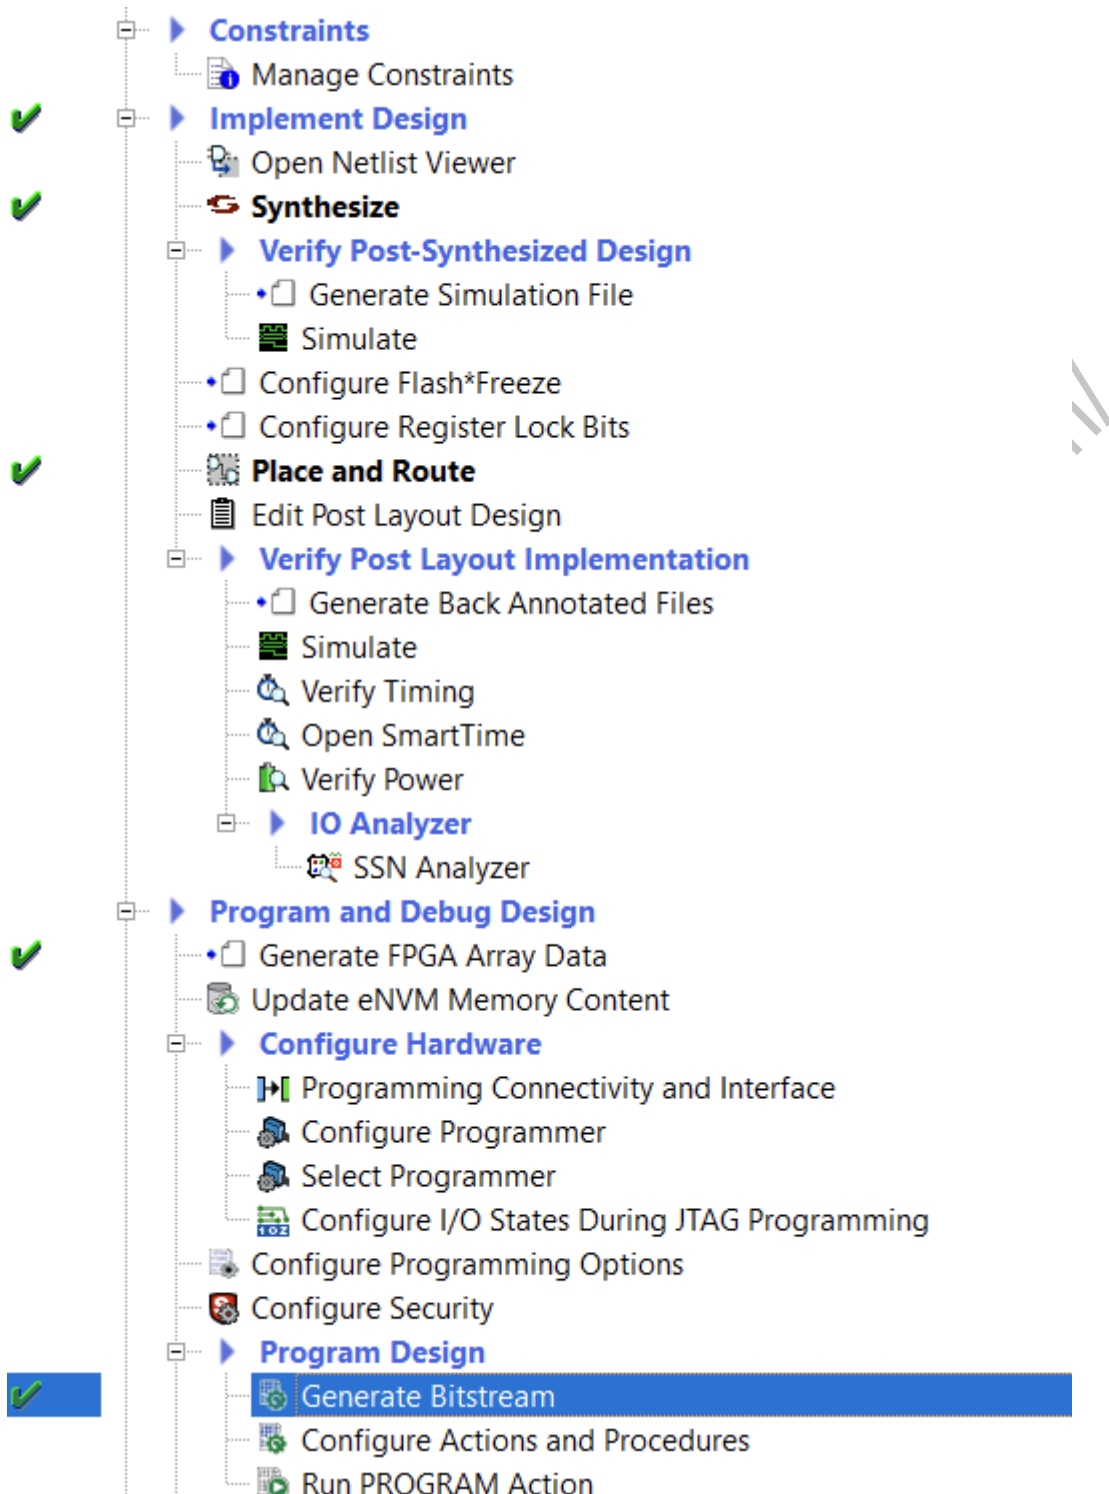 Constraints
Manage Constraints
Implement Design
Open Netlist Viewer
Synthesize
Verify Post-Synthesized Design
Generate Simulation File
Simulate
Configure Flash*Freeze
Configure Register Lock Bits
Place and Route
Edit Post Layout Design
Verify Post Layout Implementation
Generate Back Annotated Files
Simulate
Verify Timing
Open SmartTime
Verify Power
IO Analyzer
SSN Analyzer
Program and Debug Design
Generate FPGA Array Data
Update eNVM Memory Content
Configure Hardware
Programming Connectivity and Interface
Configure Programmer
Select Programmer
Configure I/O States During JTAG Programming
Configure Programming Options
Configure Security
Program Design
Generate Bitstream
Configure Actions and Procedures
Run PROGRAM Action